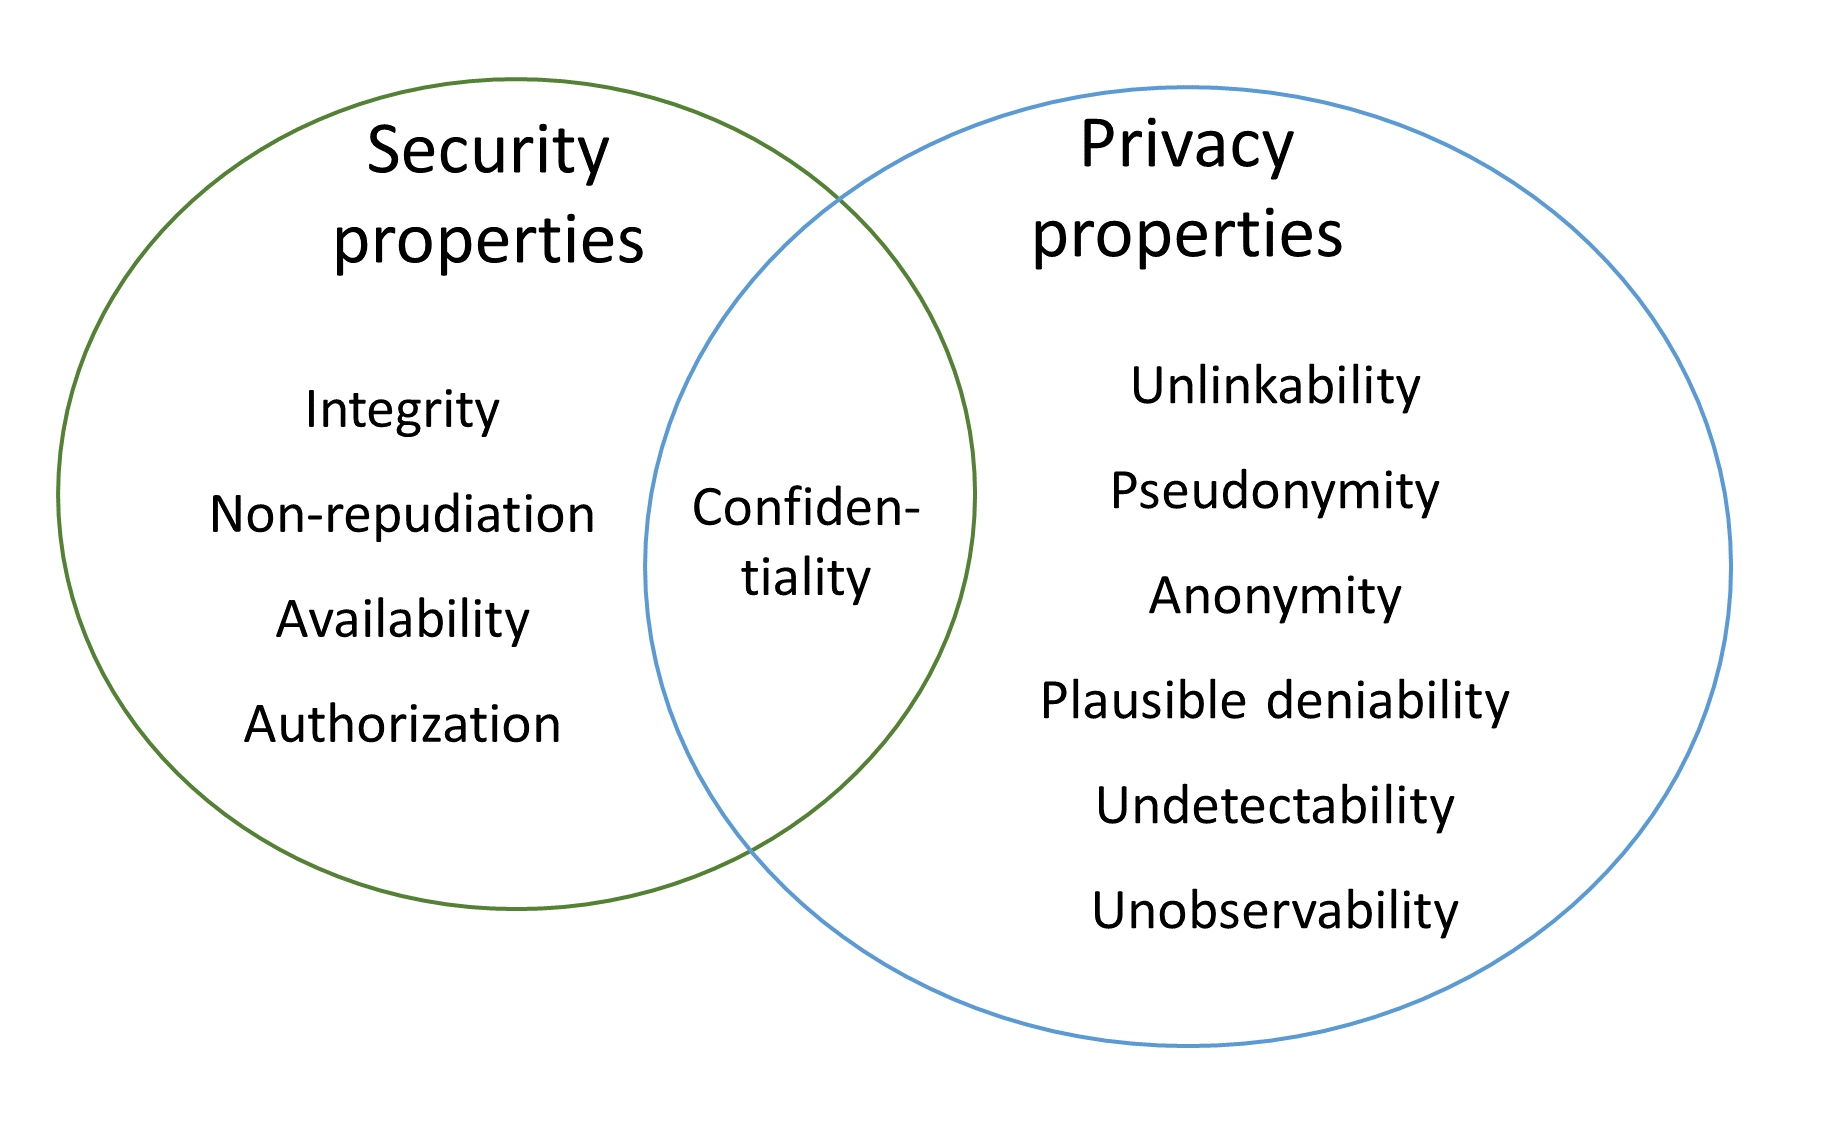 Security
properties
Integrity
Non-repudiation
Availability
Authorization
Confiden-
tiality
Privacy
properties
Unlinkability
Pseudonymity
Anonymity
Plausible deniability
Undetectability
Unobservability